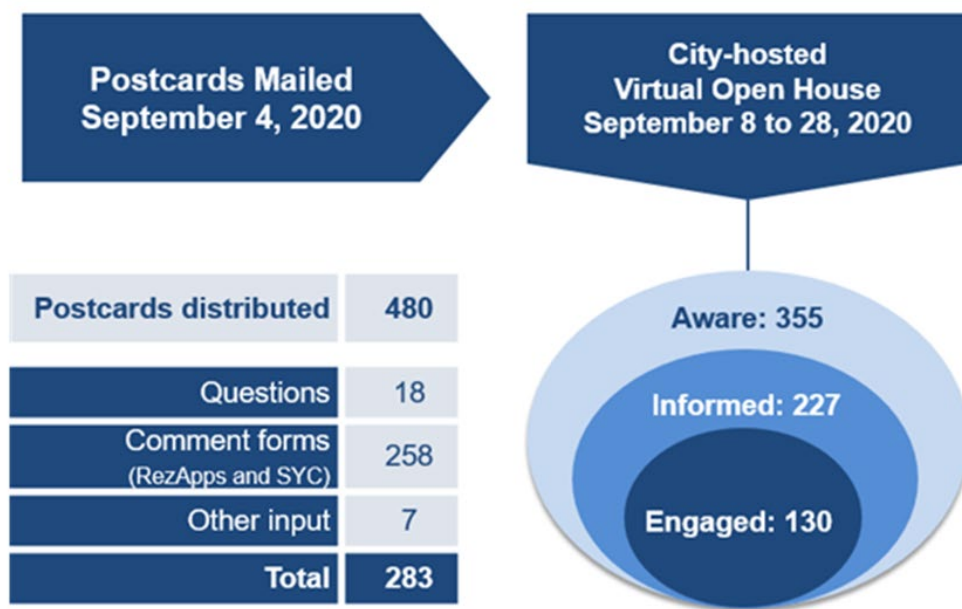 Postcards Mailed
September 4, 2020
City-hosted
Virtual Open House
September 8 to 28, 2020
Postcards distributed 480
Questions 18
Comment forms
(RezApps and SYC) 258
Other input 7
Total 283
Aware: 355
Informed: 227
Engaged: 130